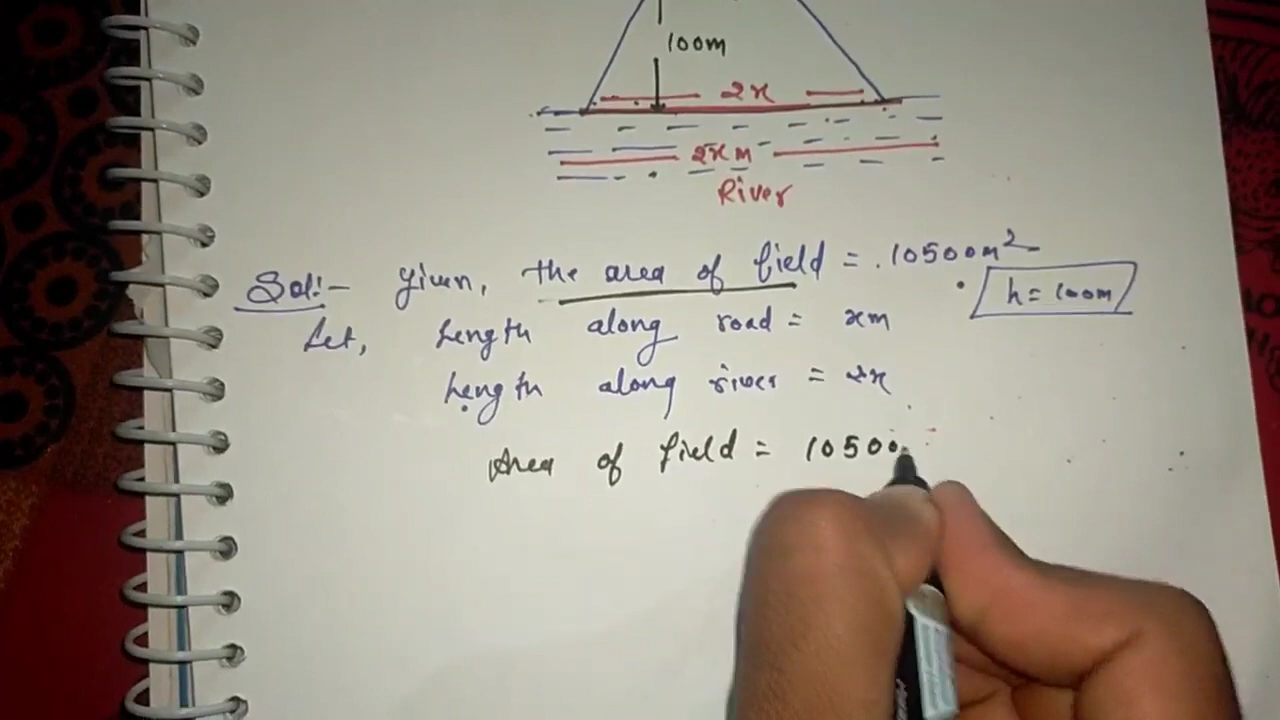 100m
2x
2x m
River
Sol:- Given, the area of field = 10500m²
h = 100m
Let, Length along road = xm
Length along river = 2x
Area of field = 10500